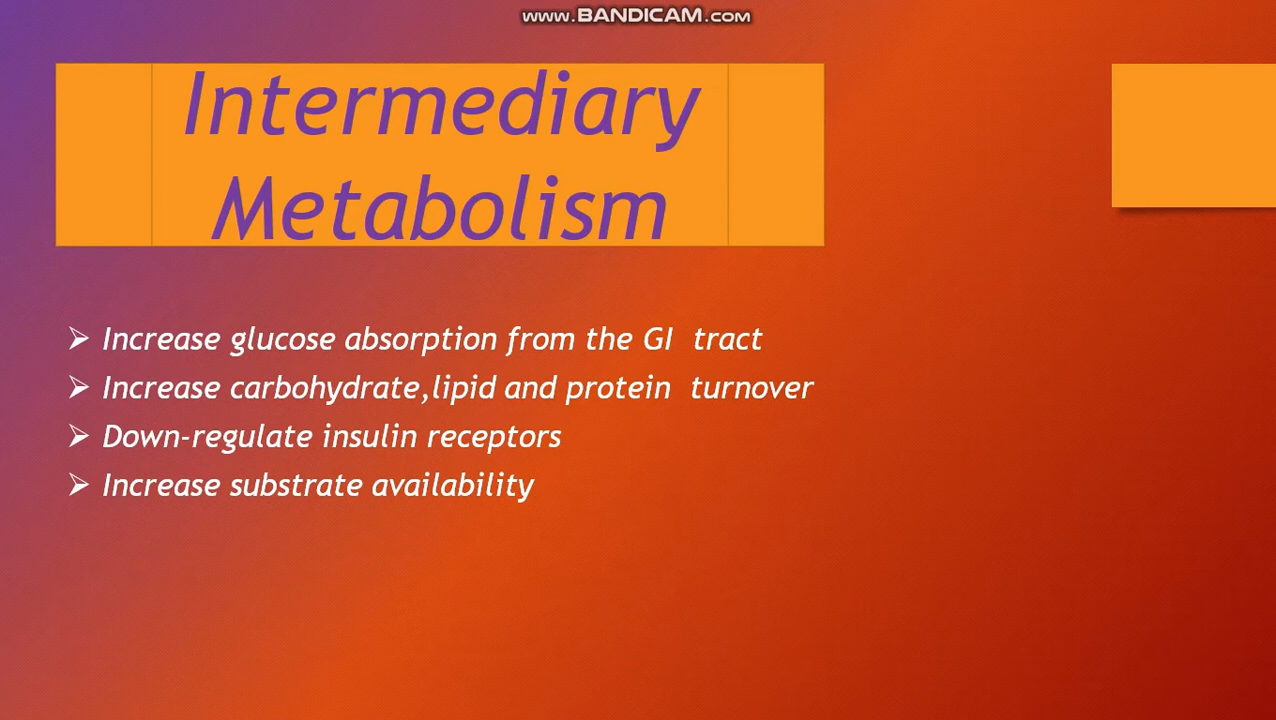 www.BANDICAM.com
Intermediary
Metabolism
Increase glucose absorption from the GI tract
Increase carbohydrate,lipid and protein turnover
Down-regulate insulin receptors
Increase substrate availability